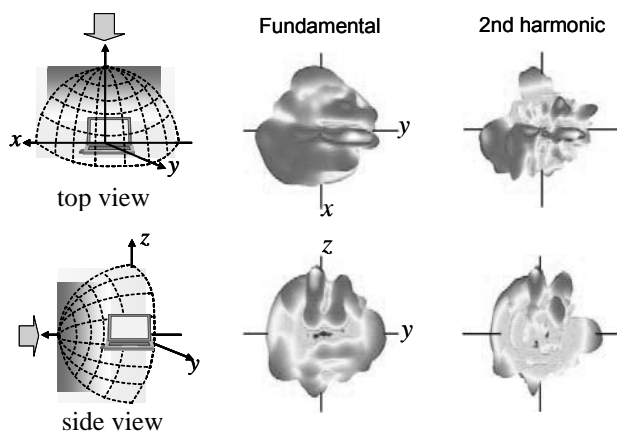 Fundamental
2nd harmonic
x
y
top view
y
x
z
y
side view
z
y